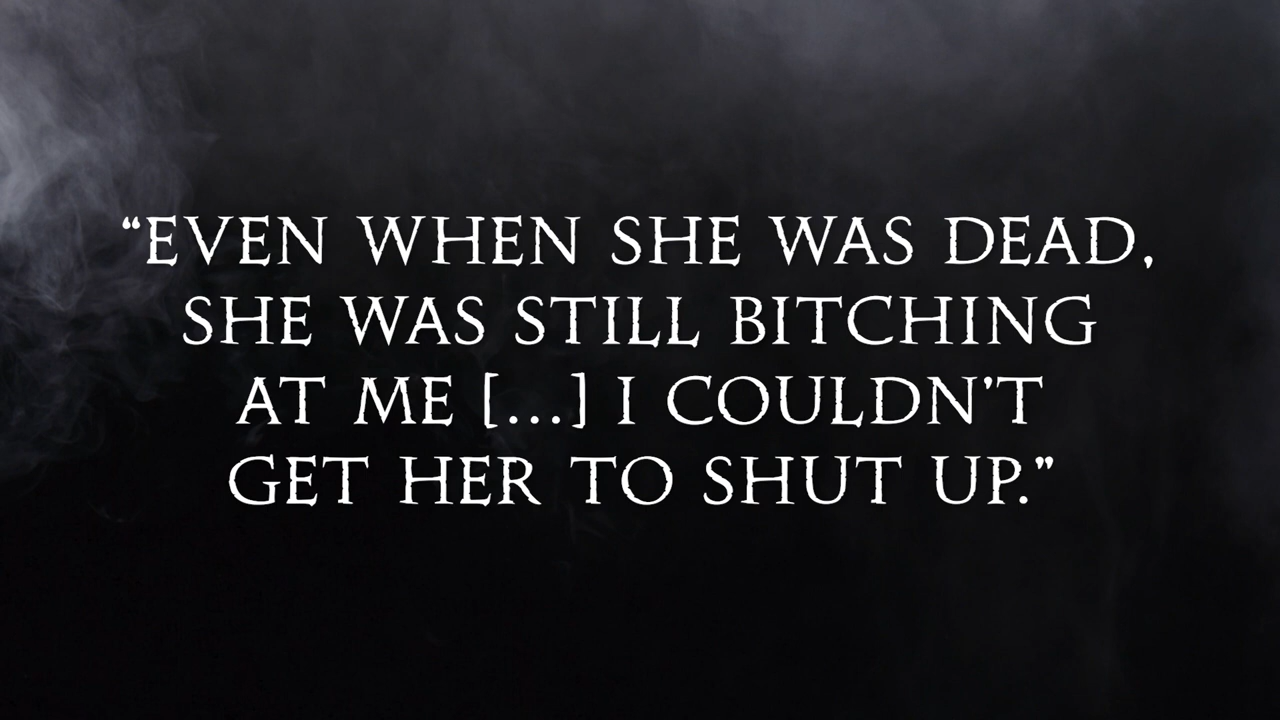 “EVEN WHEN SHE WAS DEAD,
SHE WAS STILL BITCHING
AT ME [...] I COULDN’T
GET HER TO SHUT UP.”